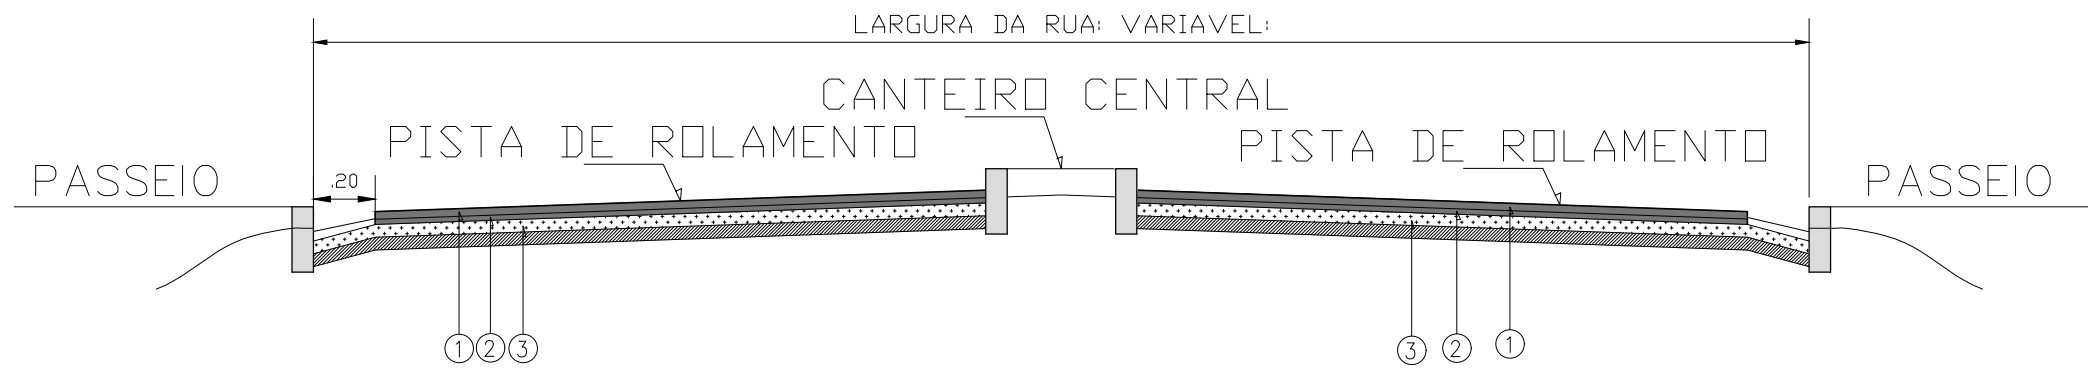 LARGURA DA RUA: VARIAVEL:
CANTEIRO CENTRAL
PISTA DE ROLAMENTO
PISTA DE ROLAMENTO
PASSEIO
.20
PASSEIO
1 2 3
3 2 1